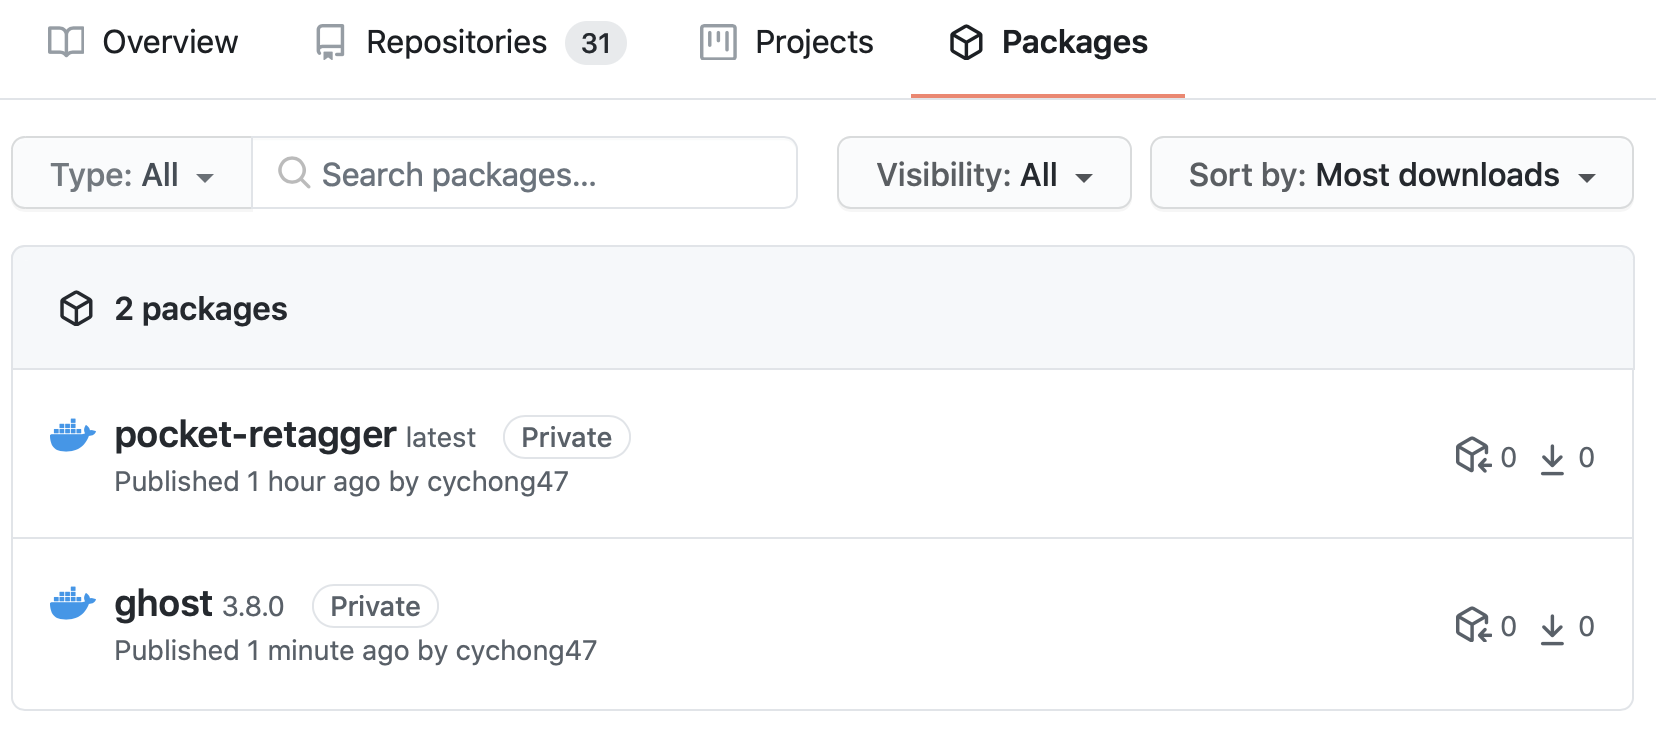 Overview Repositories 31 Projects Packages
Type: All Search packages... Visibility: All Sort by: Most downloads
2 packages
pocket-retagger latest Private
Published 1 hour ago by cychong47
0 0
ghost 3.8.0 Private
Published 1 minute ago by cychong47
0 0